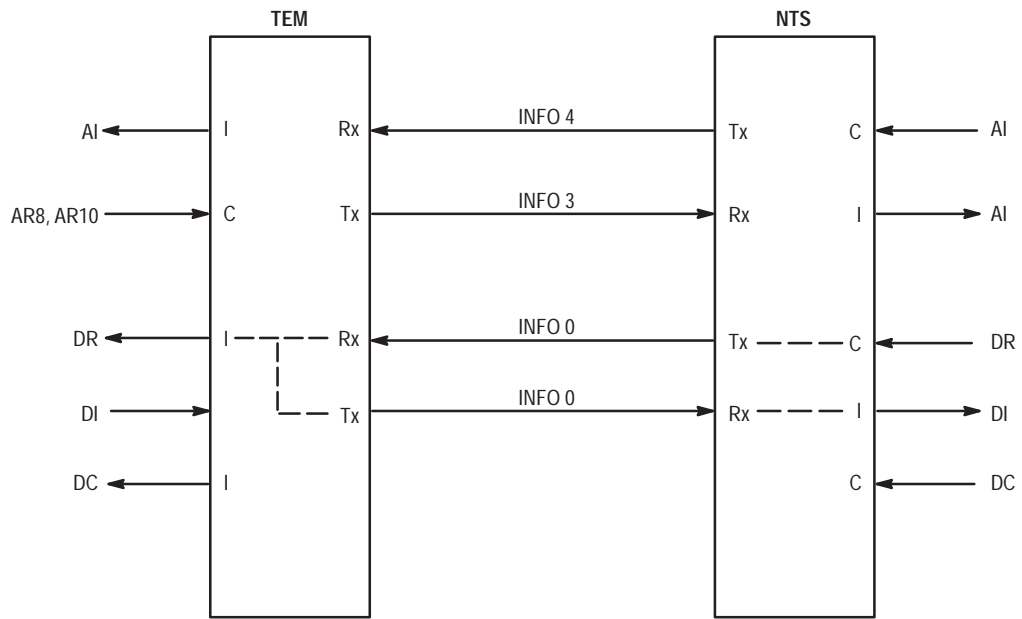 TEM NTS
AI I Rx INFO 4 Tx C AI
AR8, AR10 C Tx INFO 3 Rx I AI
DR I Rx INFO 0 Tx C DR
DI Tx INFO 0 Rx I DI
DC I C DC